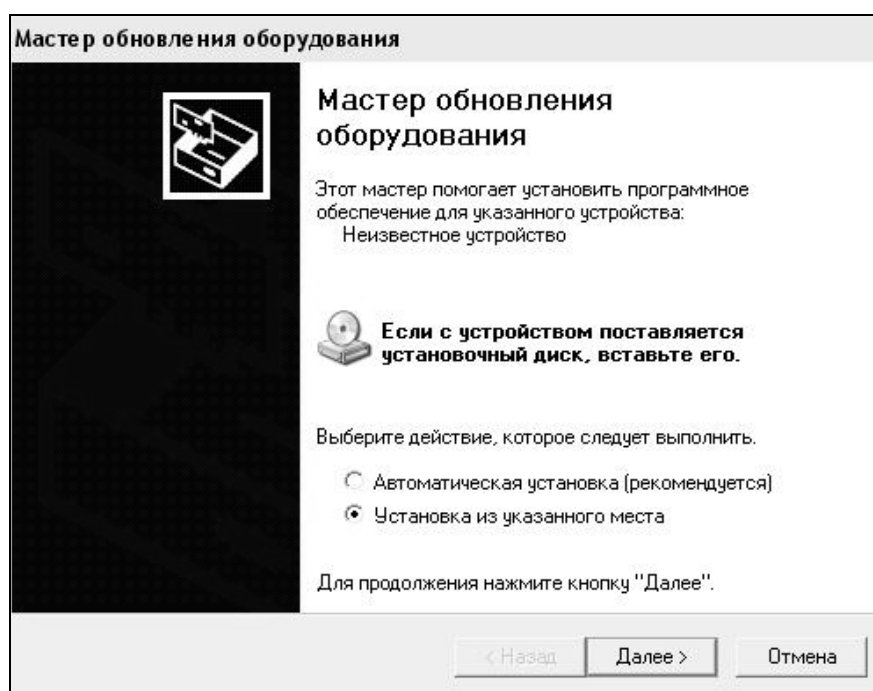 Мастер обновления оборудования
Мастер обновления
оборудования
Этот мастер помогает установить программное
обеспечение для указанного устройства:
Неизвестное устройство
Если с устройством поставляется
установочный диск, вставьте его.
Выберите действие, которое следует выполнить.
Автоматическая установка (рекомендуется)
Установка из указанного места
Для продолжения нажмите кнопку "Далее".
< Назад Далее > Отмена